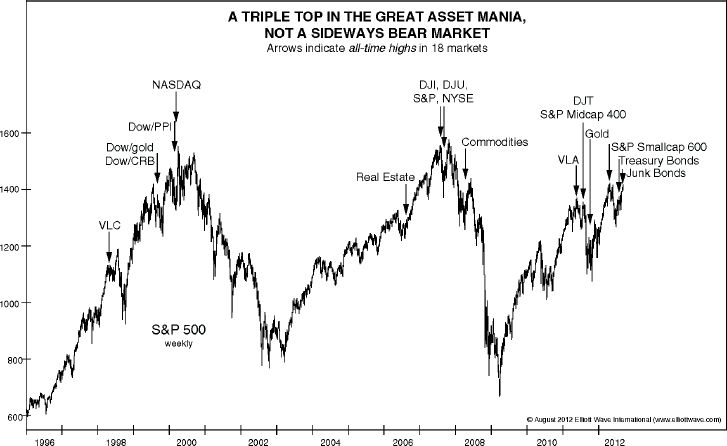 A TRIPLE TOP IN THE GREAT ASSET MANIA,
NOT A SIDEWAYS BEAR MARKET
Arrows indicate all-time highs in 18 markets
NASDAQ
DJI, DJU,
S&P, NYSE
DJT
S&P Midcap 400
Dow/PPI
1600
Gold
Commodities
Dow/gold
Dow/CRB
S&P Smallcap 600
VLA
Treasury Bonds
Junk Bonds
Real Estate
1400
VLC
1200
1000
S&P 500
weekly
800
600
© August 2012 Elliott Wave International (www.elliottwave.com)
1996
1998
2000
2002
2004
2006
2008
2010
2012